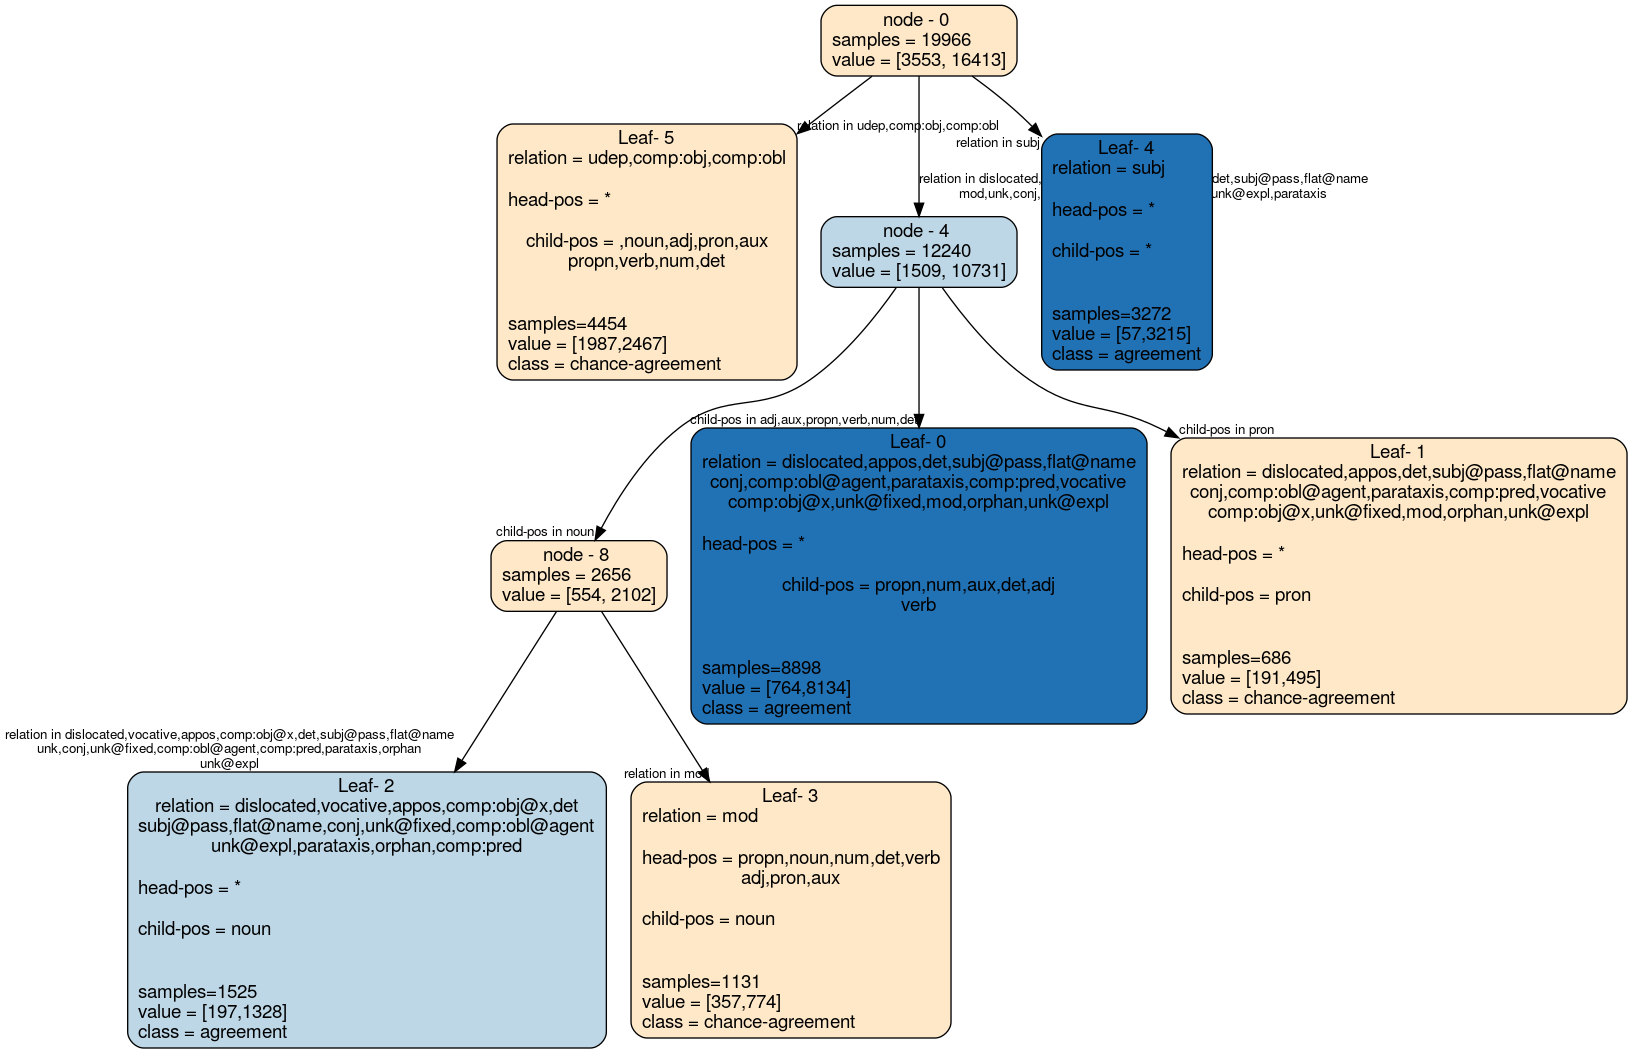 node - 0
samples = 19966
value = [3553, 16413]
relation in udep,comp:obj,comp:obl
relation in subj
relation in dislocated,
mod,unk,conj,
det,subj@pass,flat@name
unk@expl,parataxis
Leaf- 5
relation = udep,comp:obj,comp:obl
head-pos = *
child-pos = ,noun,adj,pron,aux
propn,verb,num,det
samples=4454
value = [1987,2467]
class = chance-agreement
node - 4
samples = 12240
value = [1509, 10731]
Leaf- 4
relation = subj
head-pos = *
child-pos = *
samples=3272
value = [57,3215]
class = agreement
child-pos in adj,aux,propn,verb,num,det
child-pos in pron
child-pos in noun
node - 8
samples = 2656
value = [554, 2102]
Leaf- 0
relation = dislocated,appos,det,subj@pass,flat@name
conj,comp:obl@agent,parataxis,comp:pred,vocative
comp:obj@x,unk@fixed,mod,orphan,unk@expl
head-pos = *
child-pos = propn,num,aux,det,adj
verb
samples=8898
value = [764,8134]
class = agreement
Leaf- 1
relation = dislocated,appos,det,subj@pass,flat@name
conj,comp:obl@agent,parataxis,comp:pred,vocative
comp:obj@x,unk@fixed,mod,orphan,unk@expl
head-pos = *
child-pos = pron
samples=686
value = [191,495]
class = chance-agreement
relation in dislocated,vocative,appos,comp:obj@x,det,subj@pass,flat@name
unk,conj,unk@fixed,comp:obl@agent,comp:pred,parataxis,orphan
unk@expl
relation in mod
Leaf- 2
relation = dislocated,vocative,appos,comp:obj@x,det
subj@pass,flat@name,conj,unk@fixed,comp:obl@agent
unk@expl,parataxis,orphan,comp:pred
head-pos = *
child-pos = noun
samples=1525
value = [197,1328]
class = agreement
Leaf- 3
relation = mod
head-pos = propn,noun,num,det,verb
adj,pron,aux
child-pos = noun
samples=1131
value = [357,774]
class = chance-agreement